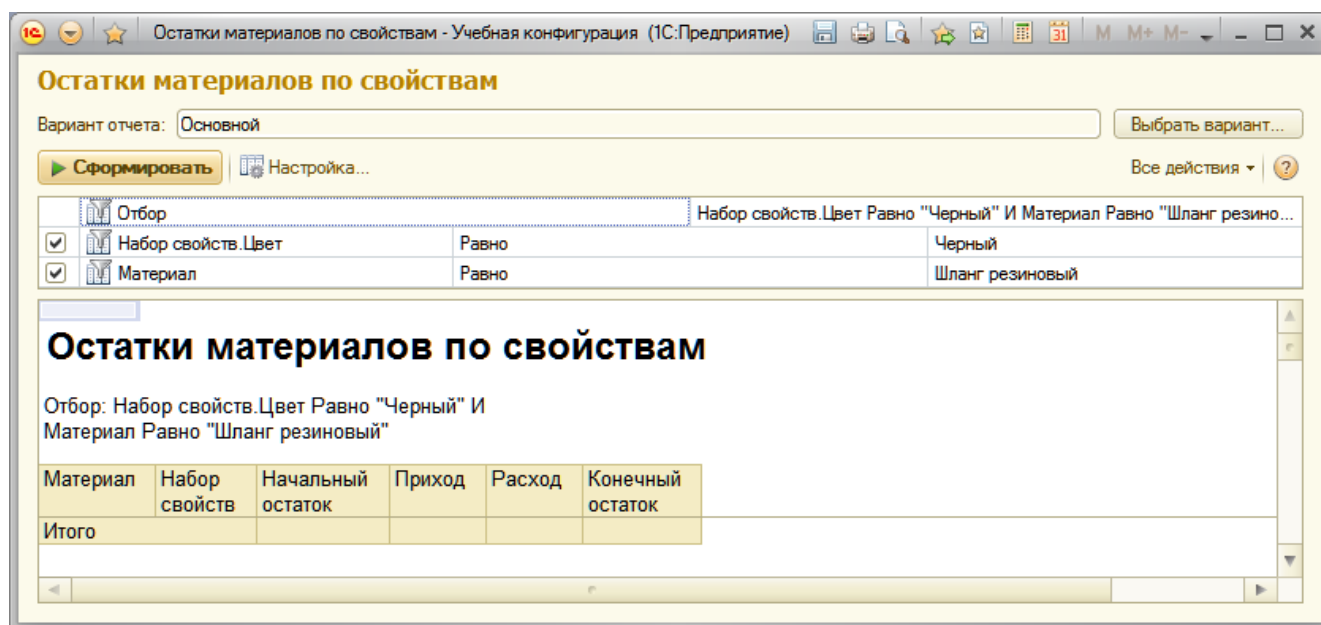 Остатки материалов по свойствам - Учебная конфигурация (1С:Предприятие)
31 M M+ M-
Остатки материалов по свойствам
Вариант отчета: Основной Выбрать вариант...
Сформировать Настройка... Все действия ?
Отбор Набор свойств.Цвет Равно "Черный" И Материал Равно "Шланг резино...
Набор свойств.Цвет Равно Черный
Материал Равно Шланг резиновый
Остатки материалов по свойствам
Отбор: Набор свойств.Цвет Равно "Черный" И
Материал Равно "Шланг резиновый"
Материал Набор свойств Начальный остаток Приход Расход Конечный остаток
Итого